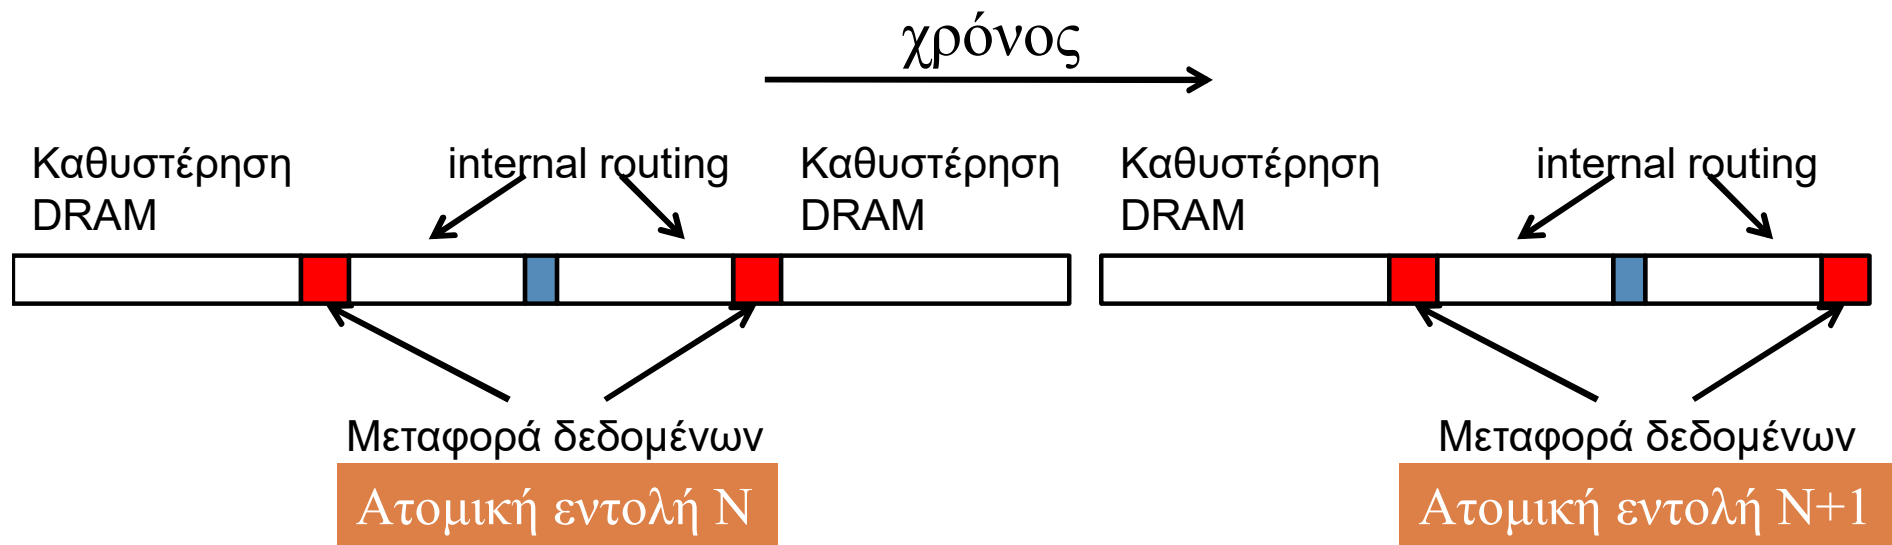 χρόνος
Καθυστέρηση
DRAM
internal routing
Καθυστέρηση
DRAM
Καθυστέρηση
DRAM
internal routing
Μεταφορά δεδομένων
Ατομική εντολή N
Μεταφορά δεδομένων
Ατομική εντολή N+1